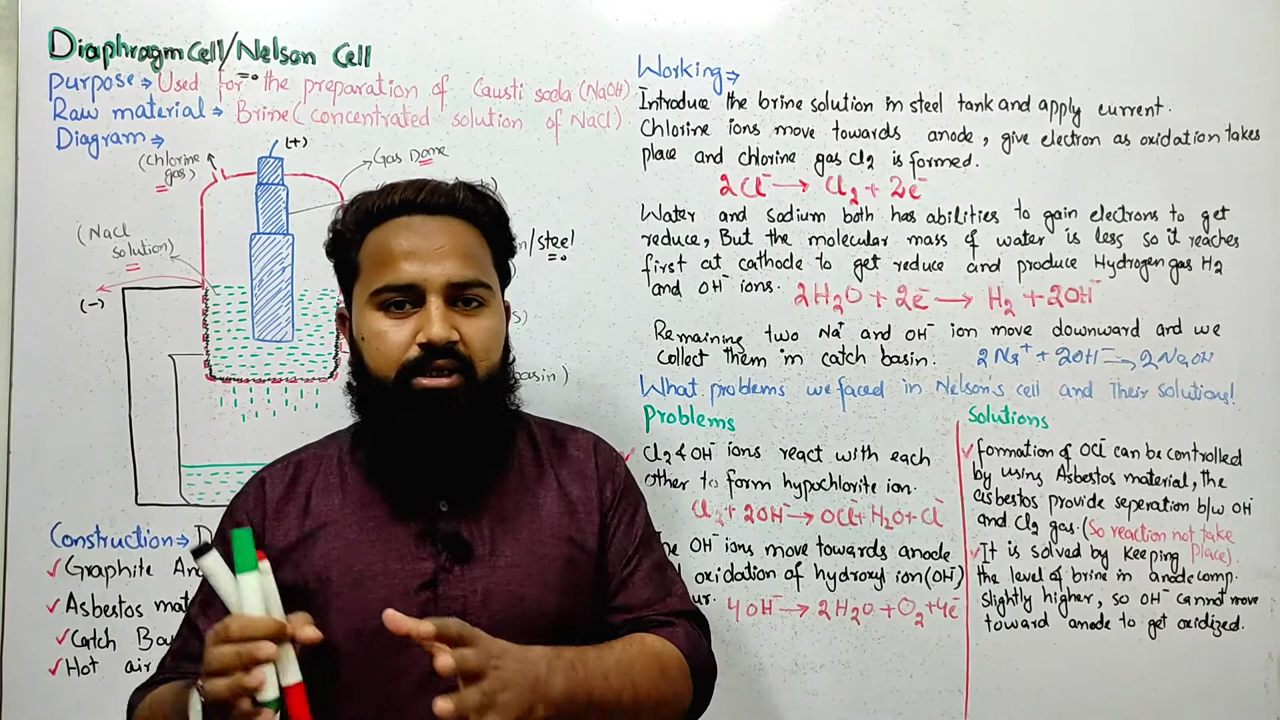 Diaphragm Cell/Nelson Cell
Purpose → Used for the preparation of Causti soda (NaOH)
Raw material → Brine (concentrated solution of NaCl)
Diagram →
(+)
(Chlorine gas)
Gas Dome
(NaCl solution)
/steel
(-)
basin)
Construction →
✓ Graphite An
✓ Asbestos mat
✓ Catch Ba
✓ Hot air
Working →
Introduce the brine solution in steel tank and apply current.
Chlorine ions move towards anode, give electron as oxidation takes
place and chlorine gas Cl2 is formed.
2Cl⁻ → Cl2 + 2e⁻
Water and sodium both has abilities to gain electrons to get
reduce, But the molecular mass of water is less so it reaches
first at cathode to get reduce and produce Hydrogen gas H2
and OH⁻ ions. 2H2O + 2e⁻ → H2 + 2OH⁻
Remaining two Na⁺ and OH⁻ ion move downward and we
collect them in catch basin. 2Na⁺ + 2OH⁻ → 2NaOH
What problems we faced in Nelson's cell and Their solutions!
Problems
Cl2 & OH⁻ ions react with each
other to form hypochlorite ion.
Cl2 + 2OH⁻ → OCl⁻ + H2O + Cl⁻
OH⁻ ions move towards anode
oxidation of hydroxyl ion (OH⁻)
4OH⁻ → 2H2O + O2 + 4e⁻
Solutions
✓ Formation of OCl⁻ can be controlled
by using Asbestos material, the
asbestos provide seperation b/w OH⁻
and Cl2 gas. (So reaction not take
place).
✓ It is solved by keeping
the level of brine in anode comp.
slightly higher, so OH⁻ cannot move
toward anode to get oxidized.